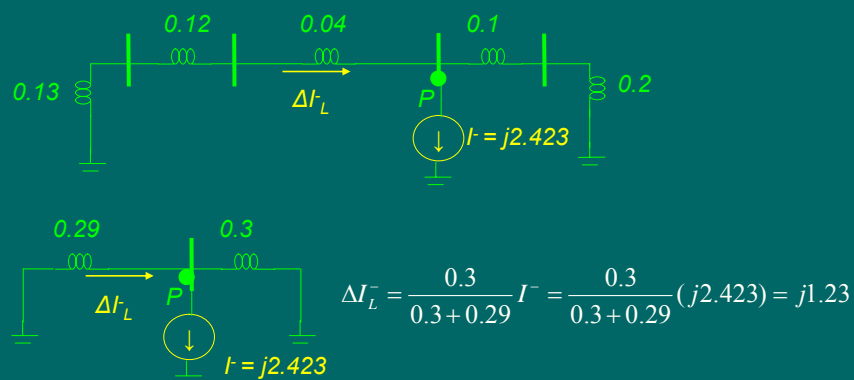 0.12
0.04
0.1
0.13
ΔI⁻L
P
0.2
I⁻ = j2.423
↓
0.29
0.3
ΔI⁻L
P
↓
I⁻ = j2.423
ΔI_L⁻ = 0.3 / (0.3 + 0.29) I⁻ = 0.3 / (0.3 + 0.29) (j2.423) = j1.23